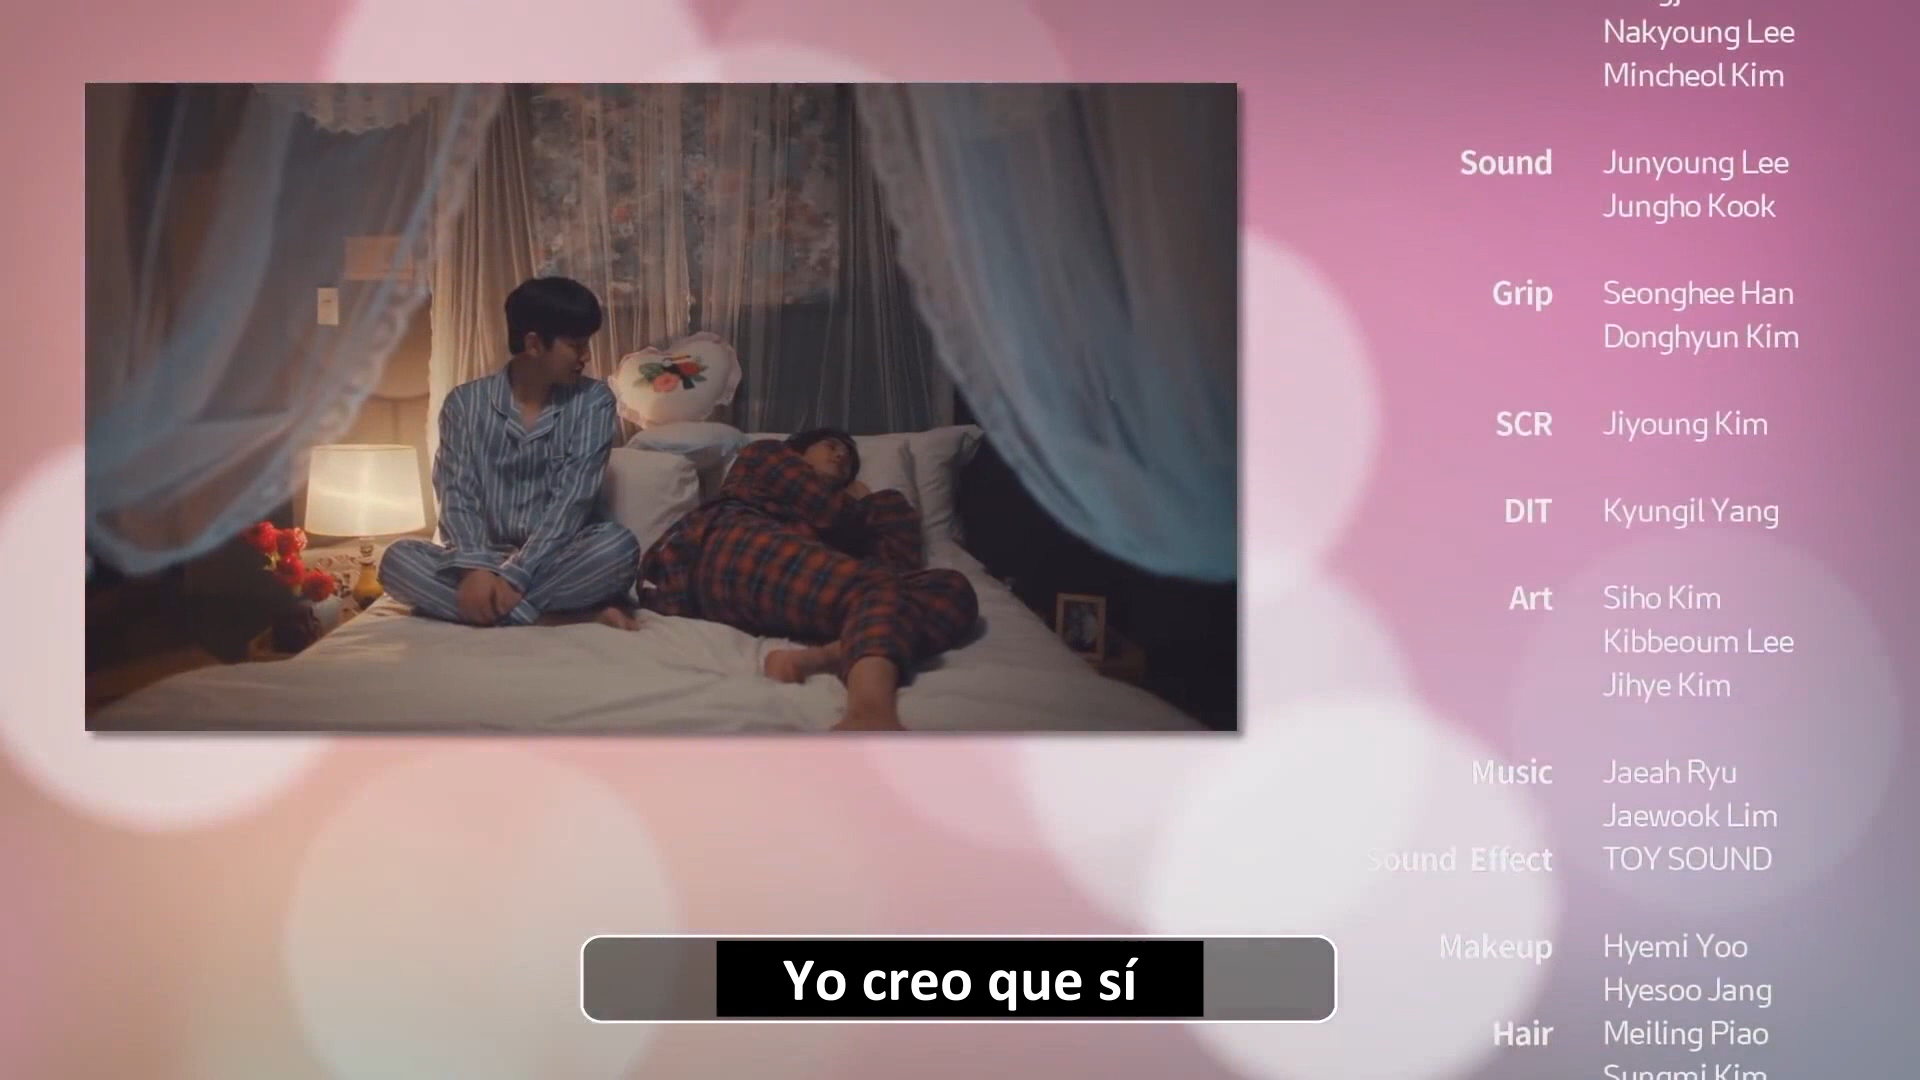 Nakyoung Lee
Mincheol Kim
Sound Junyoung Lee
Jungho Kook
Grip Seonghee Han
Donghyun Kim
SCR Jiyoung Kim
DIT Kyungil Yang
Art Siho Kim
Kibbeoum Lee
Jihye Kim
Music Jaeah Ryu
Jaewook Lim
Sound Effect TOY SOUND
Makeup Hyemi Yoo
Hyesoo Jang
Hair Meiling Piao
Sungmi Kim
Yo creo que sí